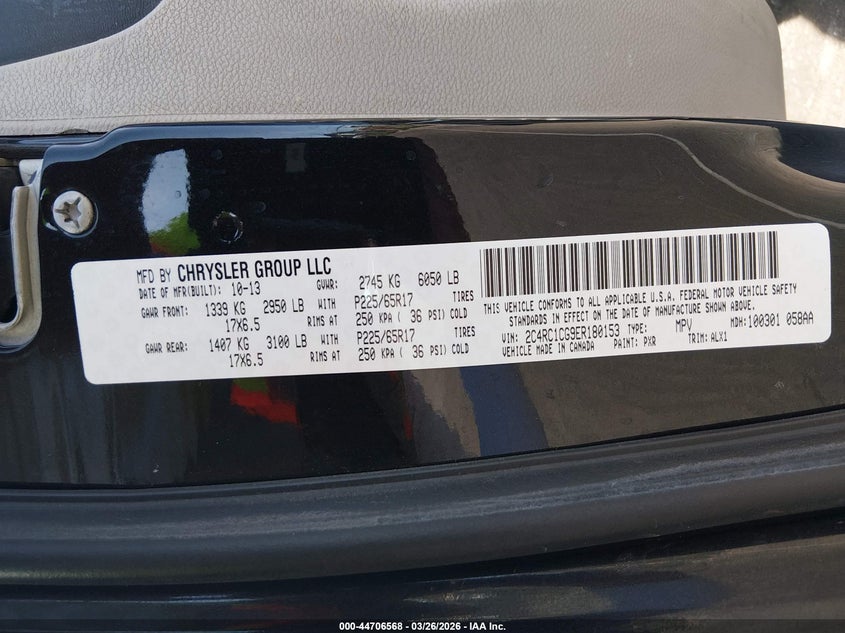 MFD BY CHRYSLER GROUP LLC
DATE OF MFR(BUILT): 10-13 GVWR: 2745 KG 6050 LB
GAWR FRONT: 1339 KG 2950 LB WITH P225/65R17 TIRES
17X6.5 RIMS AT 250 KPA ( 36 PSI) COLD
GAWR REAR: 1407 KG 3100 LB WITH P225/65R17 TIRES
17X6.5 RIMS AT 250 KPA ( 36 PSI) COLD
THIS VEHICLE CONFORMS TO ALL APPLICABLE U.S.A. FEDERAL MOTOR VEHICLE SAFETY
STANDARDS IN EFFECT ON THE DATE OF MANUFACTURE SHOWN ABOVE.
VIN: 2C4RC1CG9ER180153 TYPE: MPV MDH: 100301 058AA
VEHICLE MADE IN CANADA PAINT: PXR TRIM: ALX1
000-44706568 - 03/26/2026 - IAA Inc.